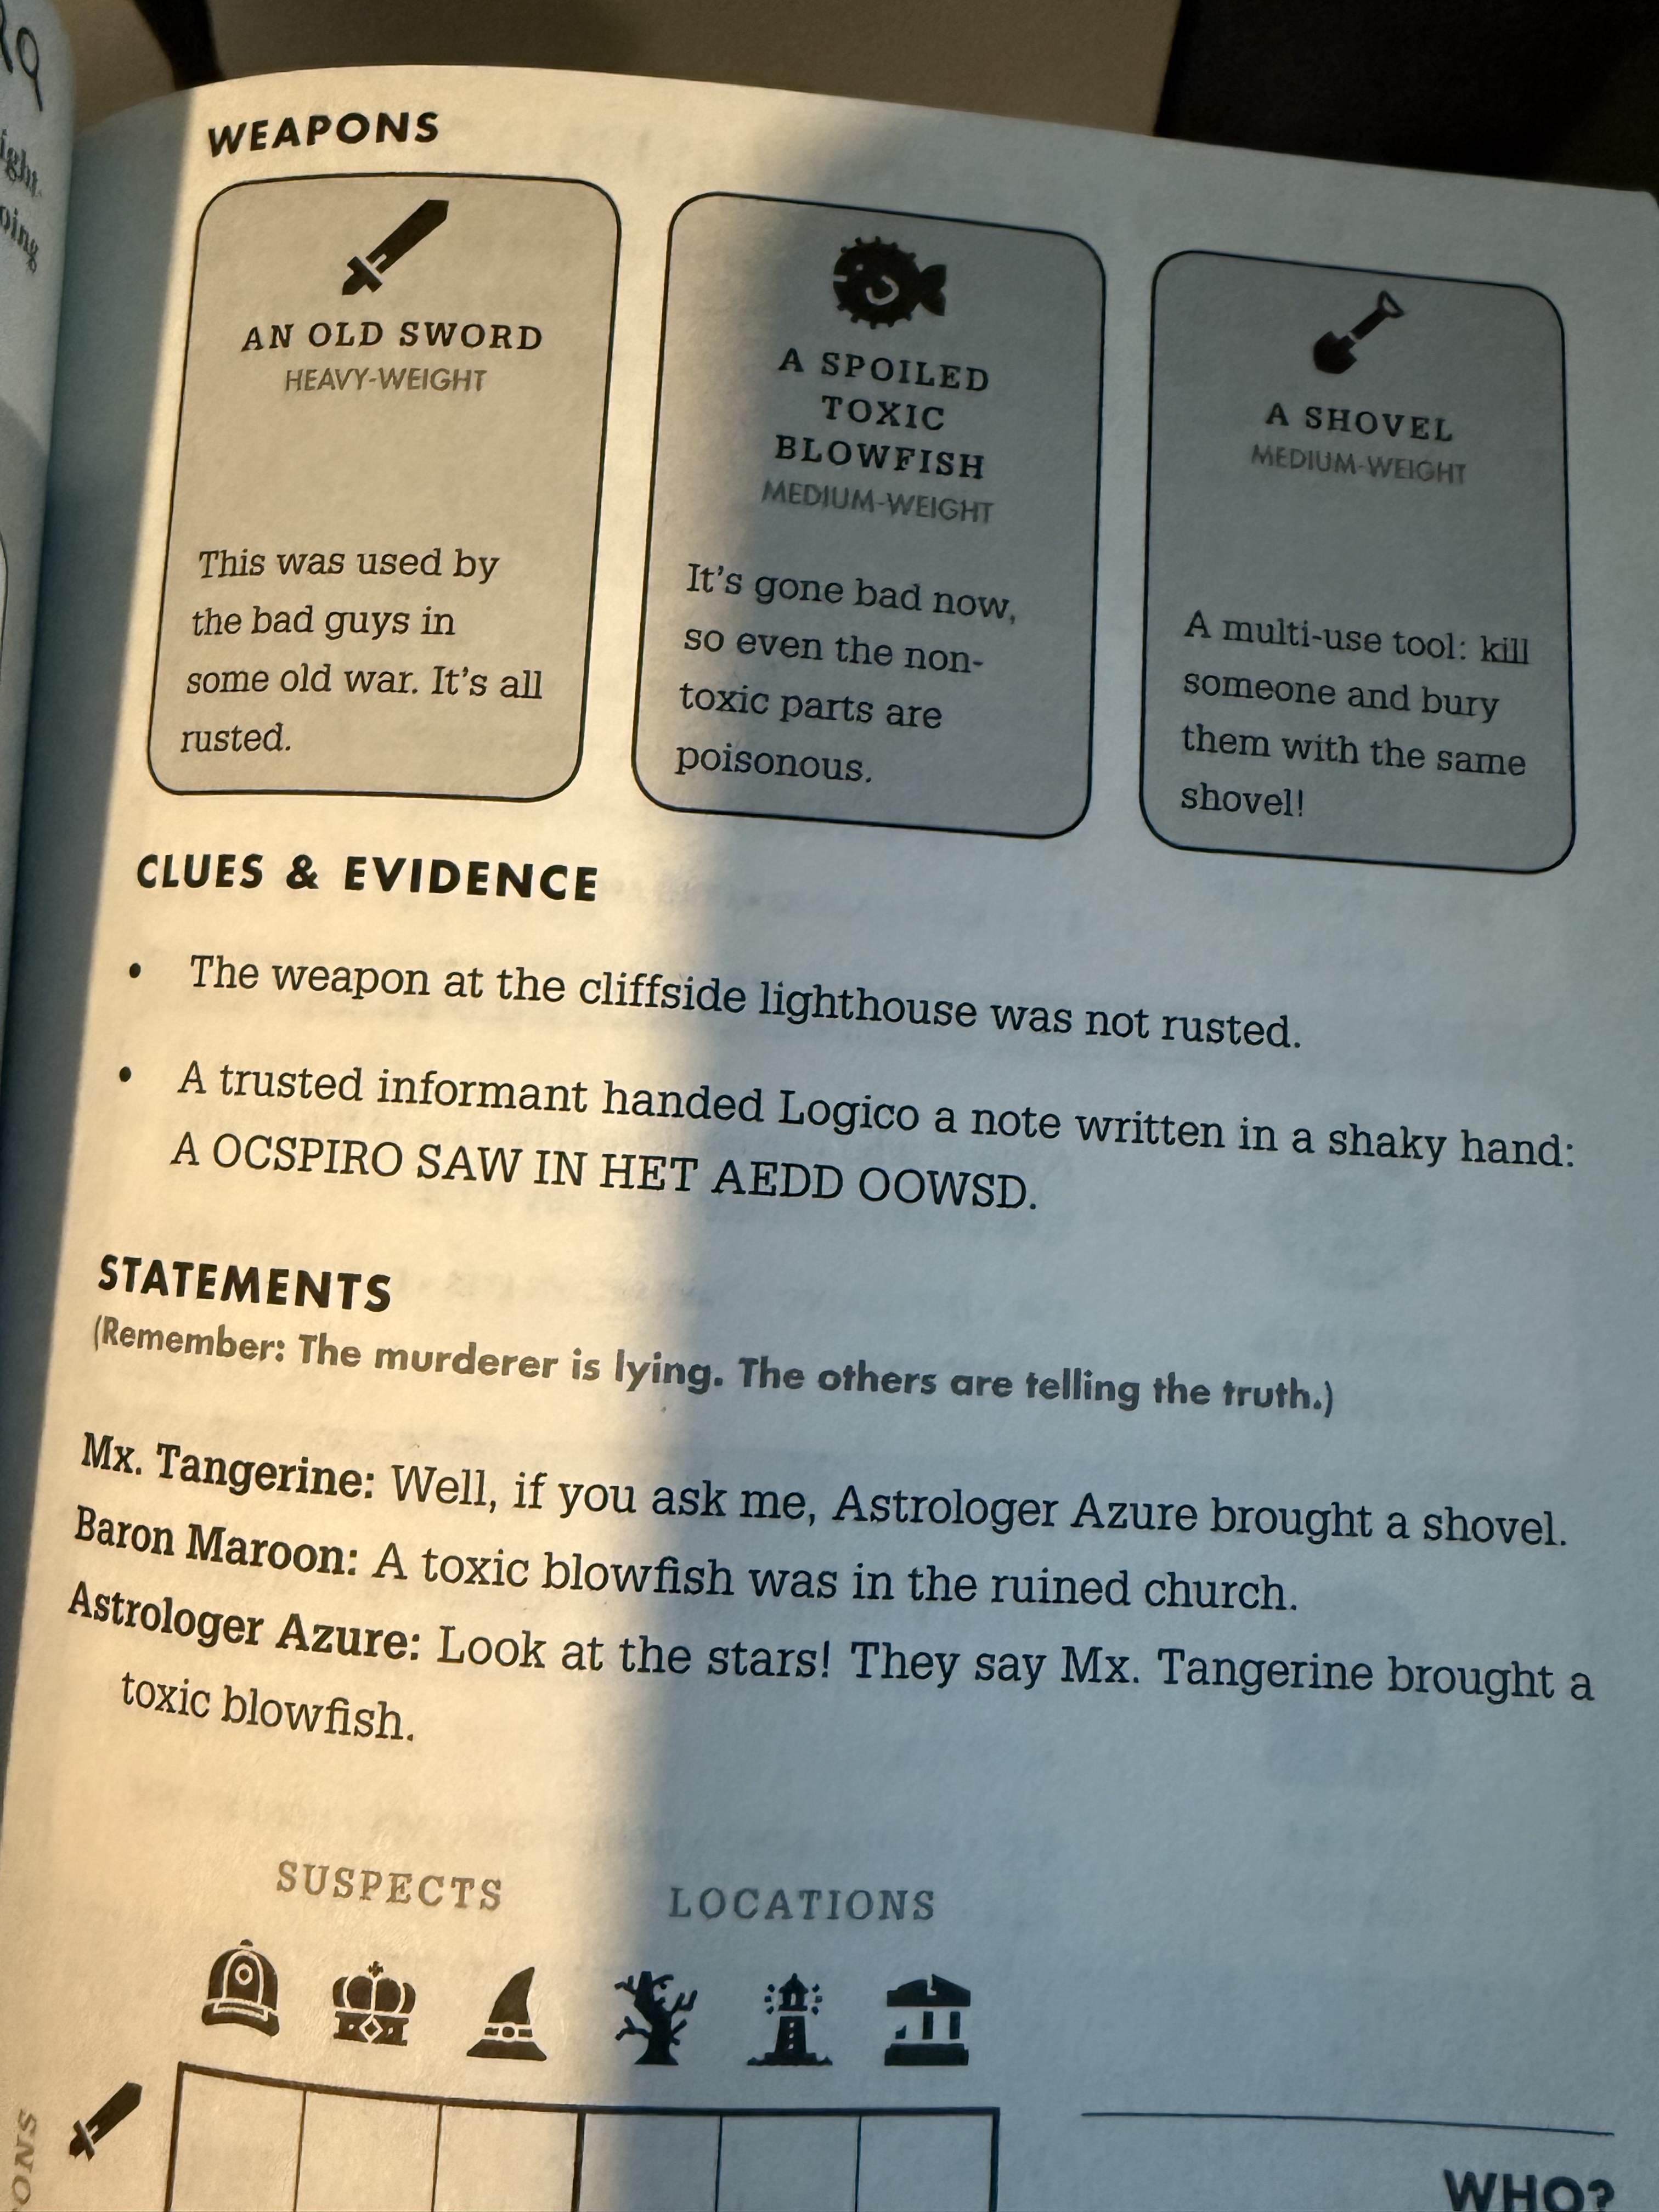 ight.
ping
WEAPONS
AN OLD SWORD
HEAVY-WEIGHT
This was used by
the bad guys in
some old war. It's all
rusted.
A SPOILED
TOXIC
BLOWFISH
MEDIUM-WEIGHT
It's gone bad now,
so even the non-
toxic parts are
poisonous.
A SHOVEL
MEDIUM-WEIGHT
A multi-use tool: kill
someone and bury
them with the same
shovel!
CLUES & EVIDENCE
• The weapon at the cliffside lighthouse was not rusted.
• A trusted informant handed Logico a note written in a shaky hand:
A OCSPIRO SAW IN HET AEDD OOWSD.
STATEMENTS
(Remember: The murderer is lying. The others are telling the truth.)
Mx. Tangerine: Well, if you ask me, Astrologer Azure brought a shovel.
Baron Maroon: A toxic blowfish was in the ruined church.
Astrologer Azure: Look at the stars! They say Mx. Tangerine brought a
toxic blowfish.
SUSPECTS
LOCATIONS
WHO?